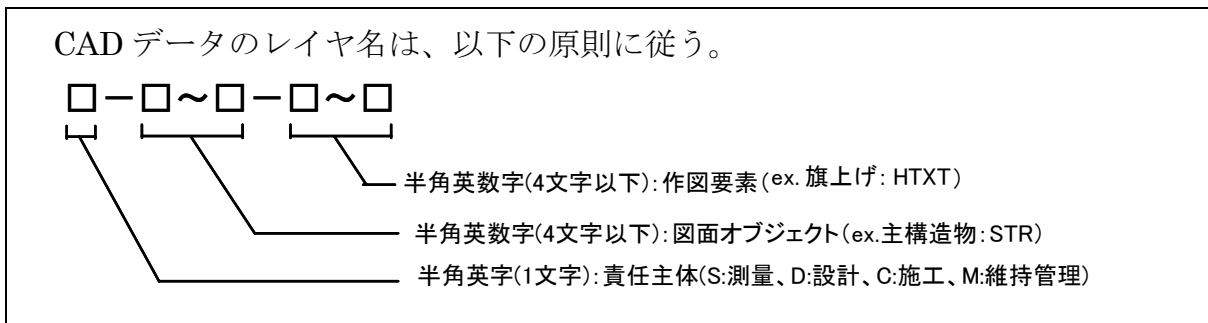 CAD データのレイヤ名は、以下の原則に従う。
□－□～□－□～□
半角英数字(4文字以下):作図要素(ex.旗上げ:HTXT)
半角英数字(4文字以下):図面オブジェクト(ex.主構造物:STR)
半角英字(1文字):責任主体(S:測量、D:設計、C:施工、M:維持管理)